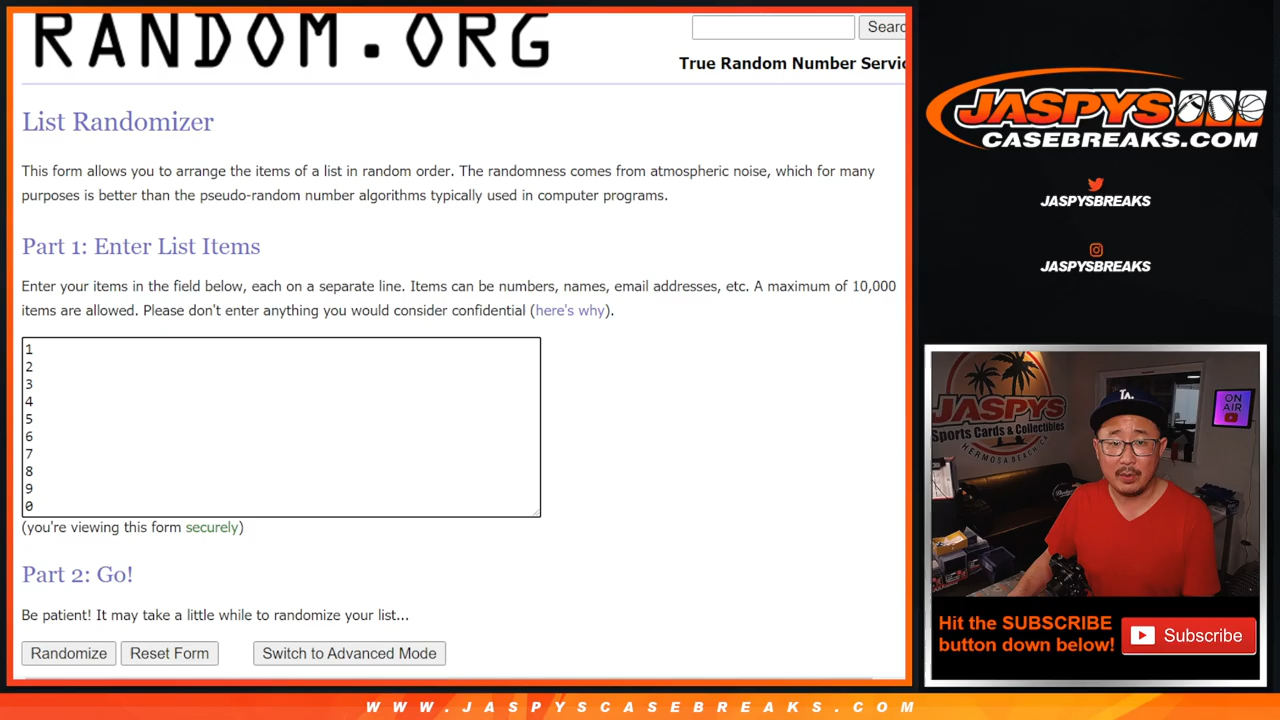 RANDOM.ORG
Searc
True Random Number Servic
List Randomizer
This form allows you to arrange the items of a list in random order. The randomness comes from atmospheric noise, which for many
purposes is better than the pseudo-random number algorithms typically used in computer programs.
Part 1: Enter List Items
Enter your items in the field below, each on a separate line. Items can be numbers, names, email addresses, etc. A maximum of 10,000
items are allowed. Please don't enter anything you would consider confidential (here's why).
1
2
3
4
5
6
7
8
9
0
(you're viewing this form securely)
Part 2: Go!
Be patient! It may take a little while to randomize your list...
Randomize
Reset Form
Switch to Advanced Mode
JASPYS
CASEBREAKS.COM
JASPYSBREAKS
JASPYSBREAKS
JASPYS
Sports Cards & Collectibles
HERMOSA BEACH, CA
ON
AIR
LA
Hit the SUBSCRIBE
button down below!
Subscribe
WWW.JASPYSCASEBREAKS.COM